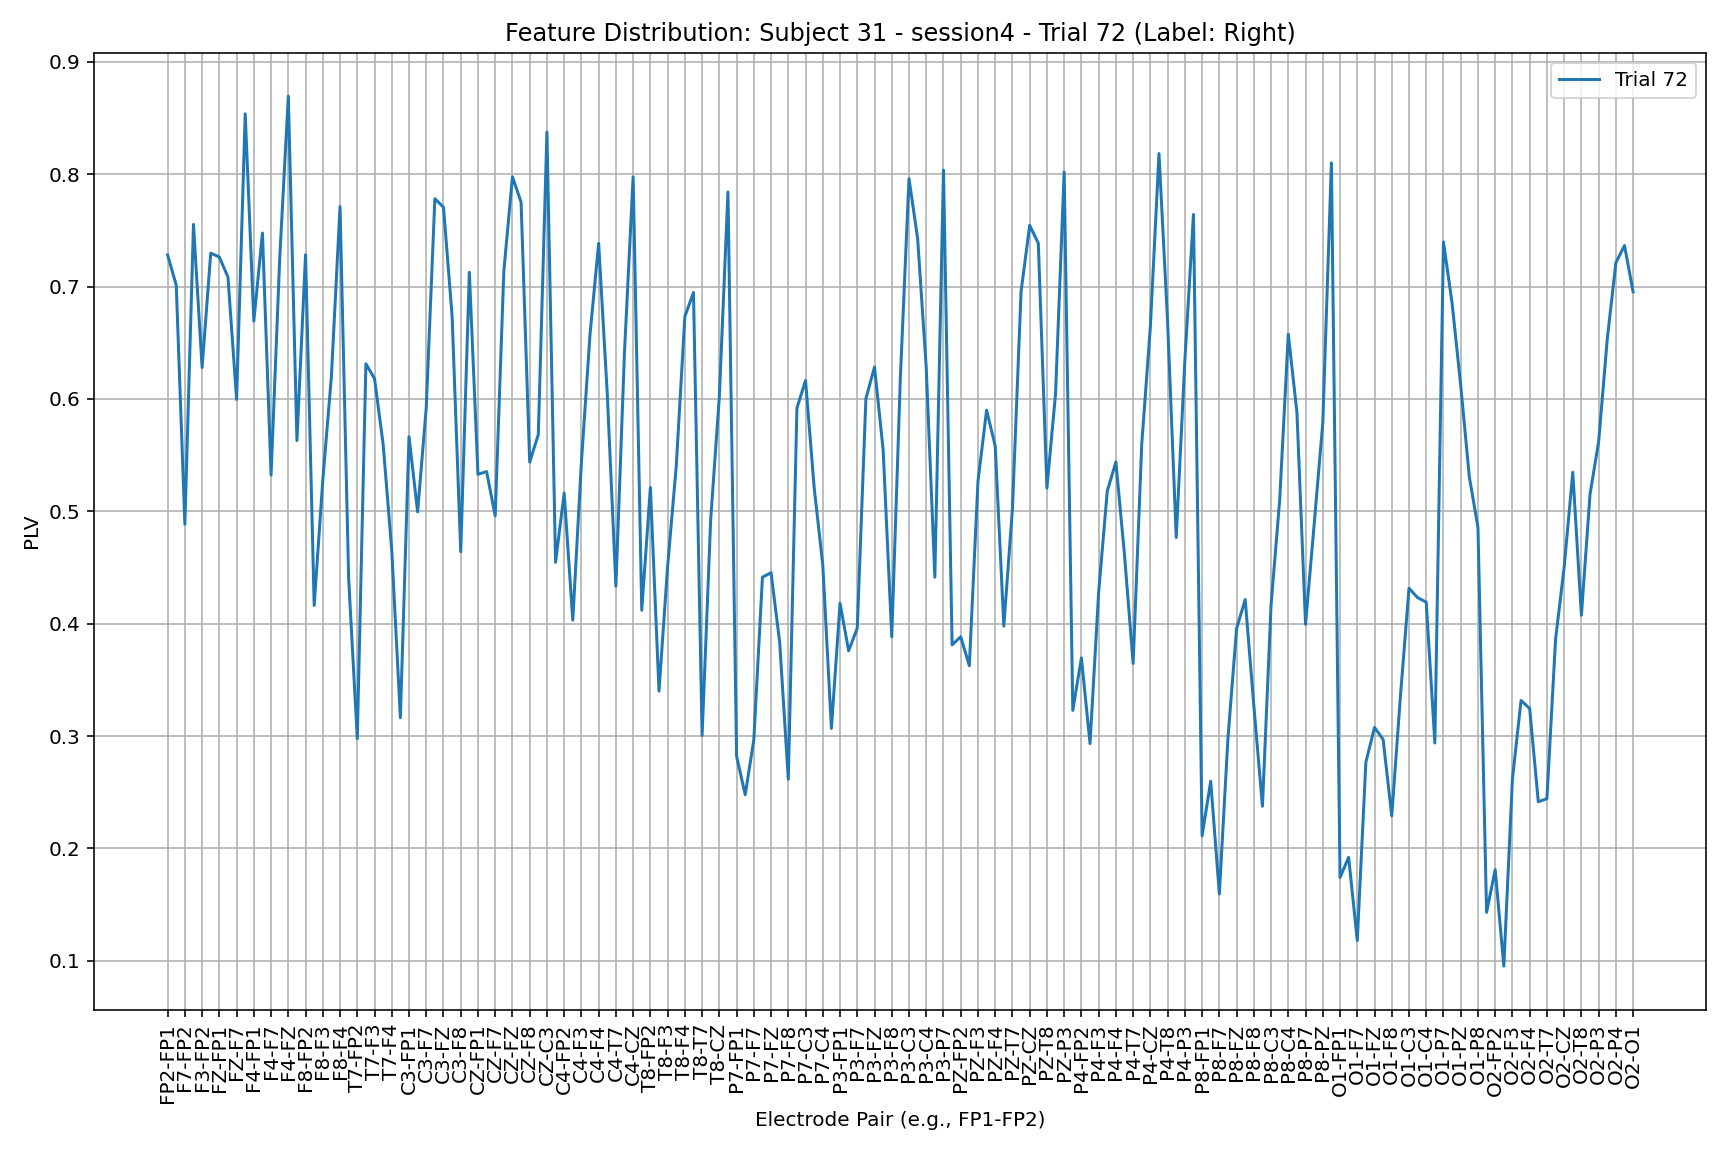 Feature Distribution: Subject 31 - session4 - Trial 72 (Label: Right)
Trial 72
0.9
0.8
0.7
0.6
0.5
0.4
0.3
0.2
0.1
PLV
FP2-FP1
F7-FP2
F3-FP2
FZ-FP1
FZ-F7
F4-FP1
F4-F7
F4-FZ
F8-FP2
F8-F3
F8-F4
T7-FP2
T7-F3
T7-F4
C3-FP1
C3-F7
C3-FZ
C3-F8
CZ-FP1
CZ-F7
CZ-FZ
CZ-F8
CZ-C3
C4-FP2
C4-F3
C4-F4
C4-T7
C4-CZ
T8-FP2
T8-F3
T8-F4
T8-T7
T8-CZ
P7-FP1
P7-F7
P7-FZ
P7-F8
P7-C3
P7-C4
P3-FP1
P3-F7
P3-FZ
P3-F8
P3-C3
P3-C4
P3-P7
PZ-FP2
PZ-F3
PZ-F4
PZ-T7
PZ-CZ
PZ-T8
PZ-P3
P4-FP2
P4-F3
P4-F4
P4-T7
P4-CZ
P4-T8
P4-P3
P8-FP1
P8-F7
P8-FZ
P8-F8
P8-C3
P8-C4
P8-P7
P8-PZ
O1-FP1
O1-F7
O1-FZ
O1-F8
O1-C3
O1-C4
O1-P7
O1-PZ
O1-P8
O2-FP2
O2-F3
O2-F4
O2-T7
O2-CZ
O2-T8
O2-P3
O2-P4
O2-O1
Electrode Pair (e.g., FP1-FP2)